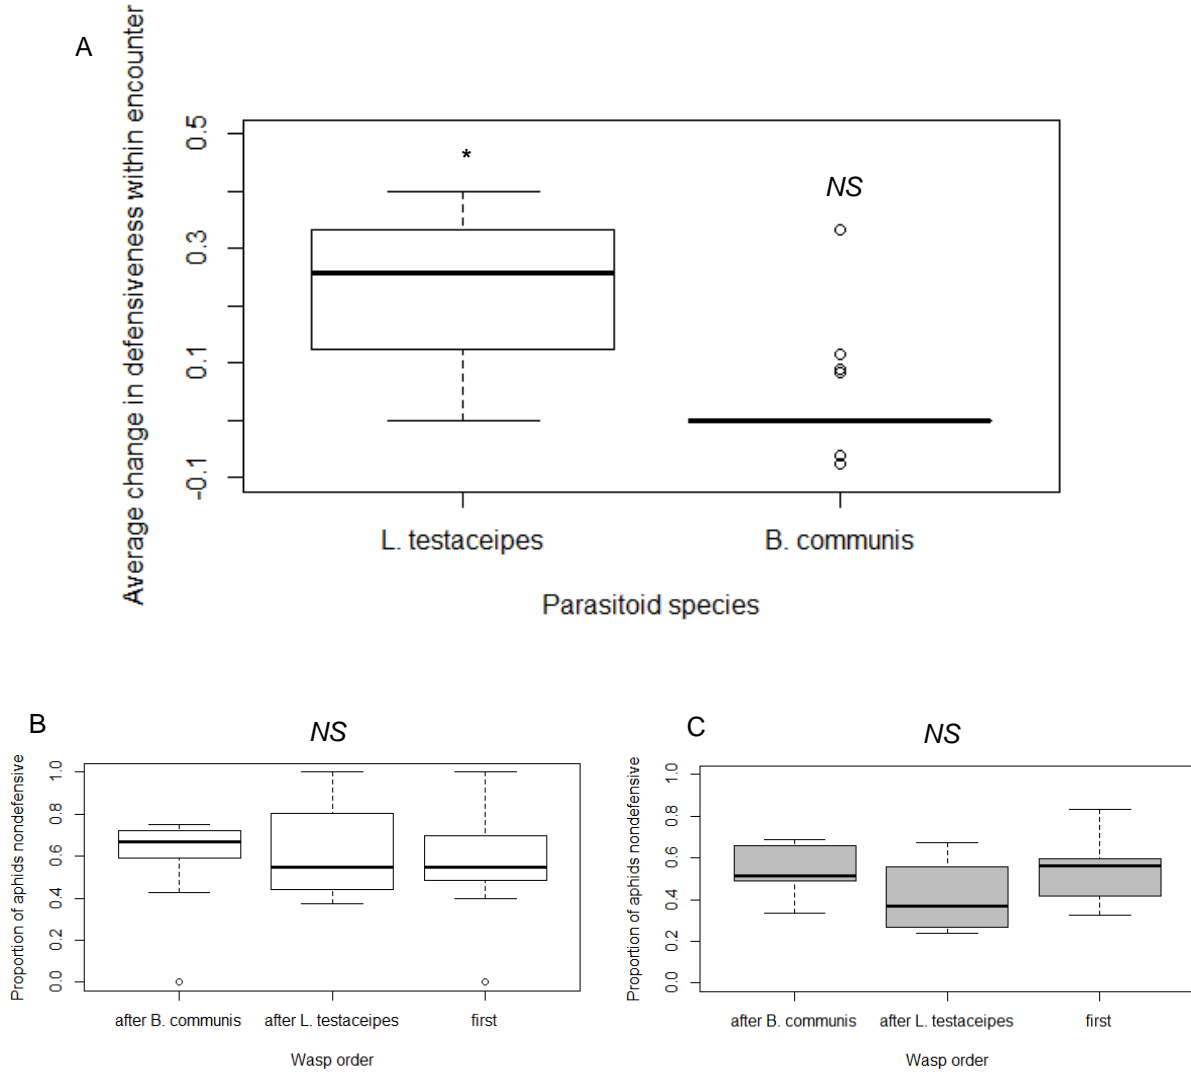 A
Average change in defensiveness within encounter
0.5
0.3
0.1
-0.1
*
NS
L. testaceipes
B. communis
Parasitoid species
B
NS
Proportion of aphids nondefensive
1.0
0.8
0.6
0.4
0.2
0.0
after B. communis
after L. testaceipes
first
Wasp order
C
NS
Proportion of aphids nondefensive
1.0
0.8
0.6
0.4
0.2
0.0
after B. communis
after L. testaceipes
first
Wasp order